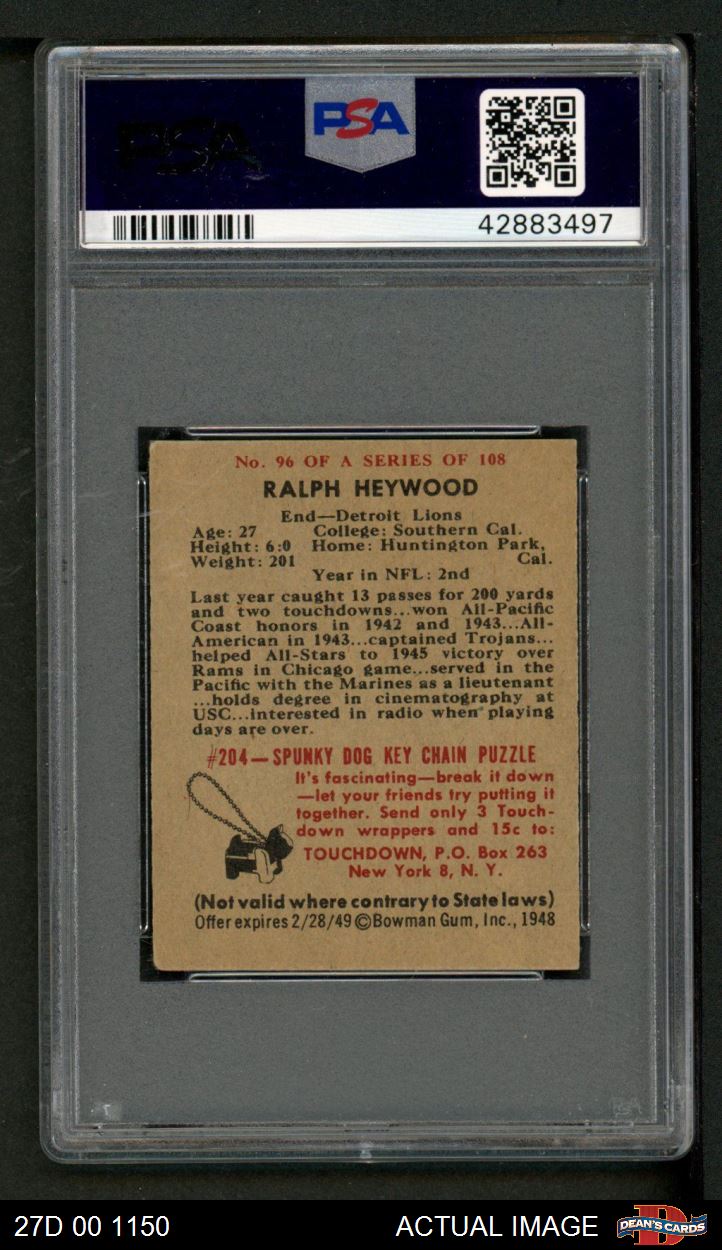 PSA
PSA
42883497
No. 96 OF A SERIES OF 108
RALPH HEYWOOD
End—Detroit Lions
Age: 27 College: Southern Cal.
Height: 6:0 Home: Huntington Park,
Weight: 201 Cal.
Year in NFL: 2nd
Last year caught 13 passes for 200 yards
and two touchdowns...won All-Pacific
Coast honors in 1942 and 1943...All-
American in 1943...captained Trojans...
helped All-Stars to 1945 victory over
Rams in Chicago game...served in the
Pacific with the Marines as a lieutenant
...holds degree in cinematography at
USC...interested in radio when playing
days are over.
#204—SPUNKY DOG KEY CHAIN PUZZLE
It's fascinating—break it down
—let your friends try putting it
together. Send only 3 Touch-
down wrappers and 15c to:
TOUCHDOWN, P.O. Box 263
New York 8, N. Y.
(Not valid where contrary to State laws)
Offer expires 2/28/49 ©Bowman Gum, Inc., 1948
PSA
27D 00 1150 ACTUAL IMAGE DEAN'S CARDS